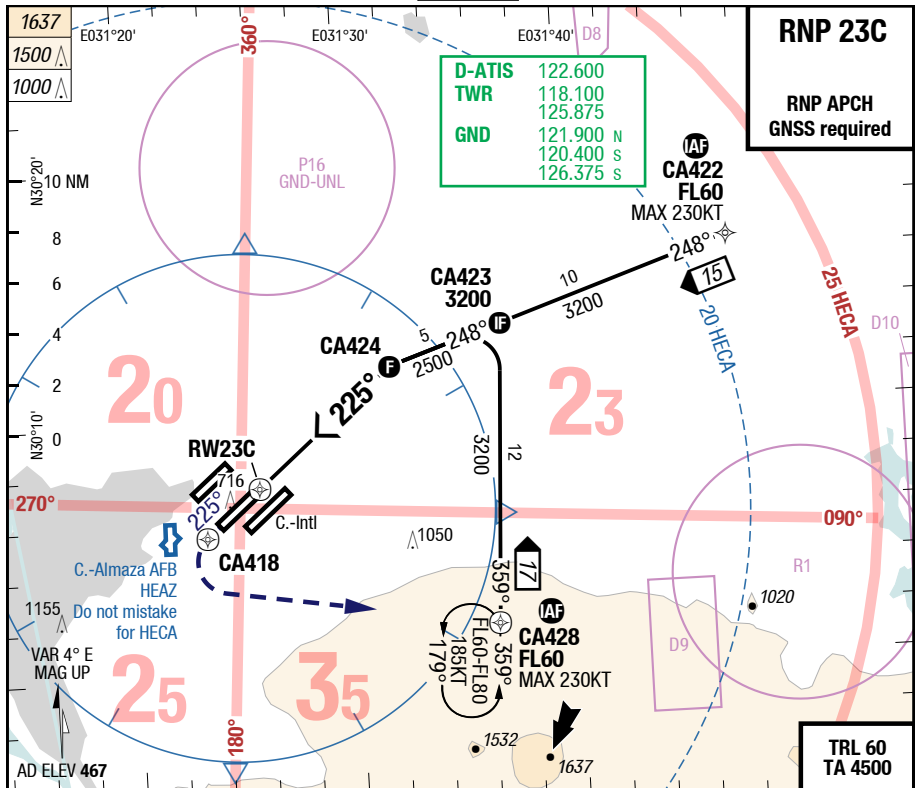 1637
1500
1000
E031°20'
360°
E031°30'
E031°40'
D8
RNP 23C
RNP APCH
GNSS required
D-ATIS 122.600
TWR 118.100
125.875
GND 121.900 N
120.400 S
126.375 S
P16
GND-UNL
N30°20'
10 NM
8
6
4
2
0
N30°10'
IAF
CA422
FL60
MAX 230KT
248°
15
10
3200
CA423
3200
IF
248°
5
2500
CA424
F
225°
20 HECA
25 HECA
D10
20
23
3200
12
RW23C
716
225°
C.-Intl
270°
090°
CA418
1050
C.-Almaza AFB
HEAZ
Do not mistake
for HECA
17
359°
R1
1020
IAF
CA428
FL60
MAX 230KT
359°
FL60-FL80
185KT
179°
D9
1155
VAR 4° E
MAG UP
25
35
180°
1532
1637
AD ELEV 467
TRL 60
TA 4500